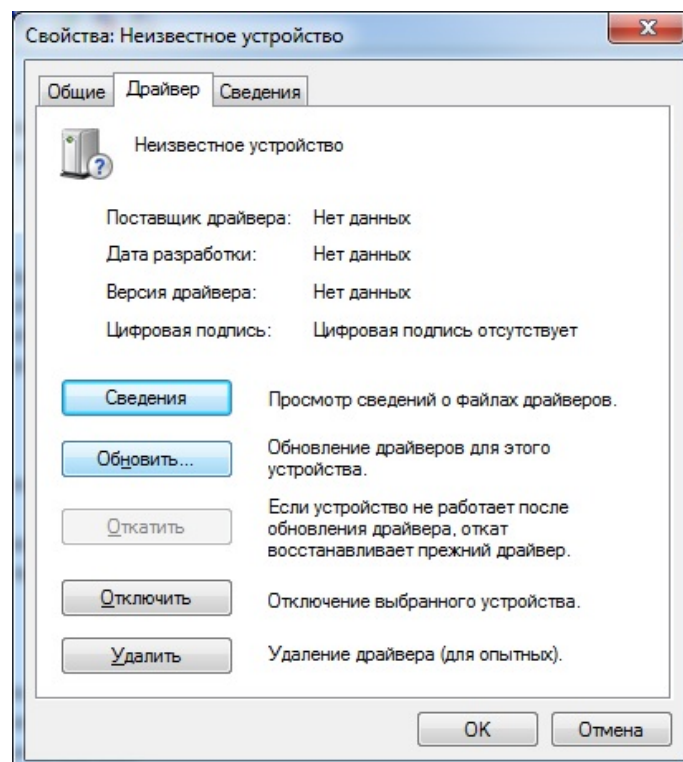 Свойства: Неизвестное устройство
Общие Драйвер Сведения
Неизвестное устройство
Поставщик драйвера: Нет данных
Дата разработки: Нет данных
Версия драйвера: Нет данных
Цифровая подпись: Цифровая подпись отсутствует
Сведения
Просмотр сведений о файлах драйверов.
Обновить...
Обновление драйверов для этого
устройства.
Откатить
Если устройство не работает после
обновления драйвера, откат
восстанавливает прежний драйвер.
Отключить
Отключение выбранного устройства.
Удалить
Удаление драйвера (для опытных).
OK Отмена